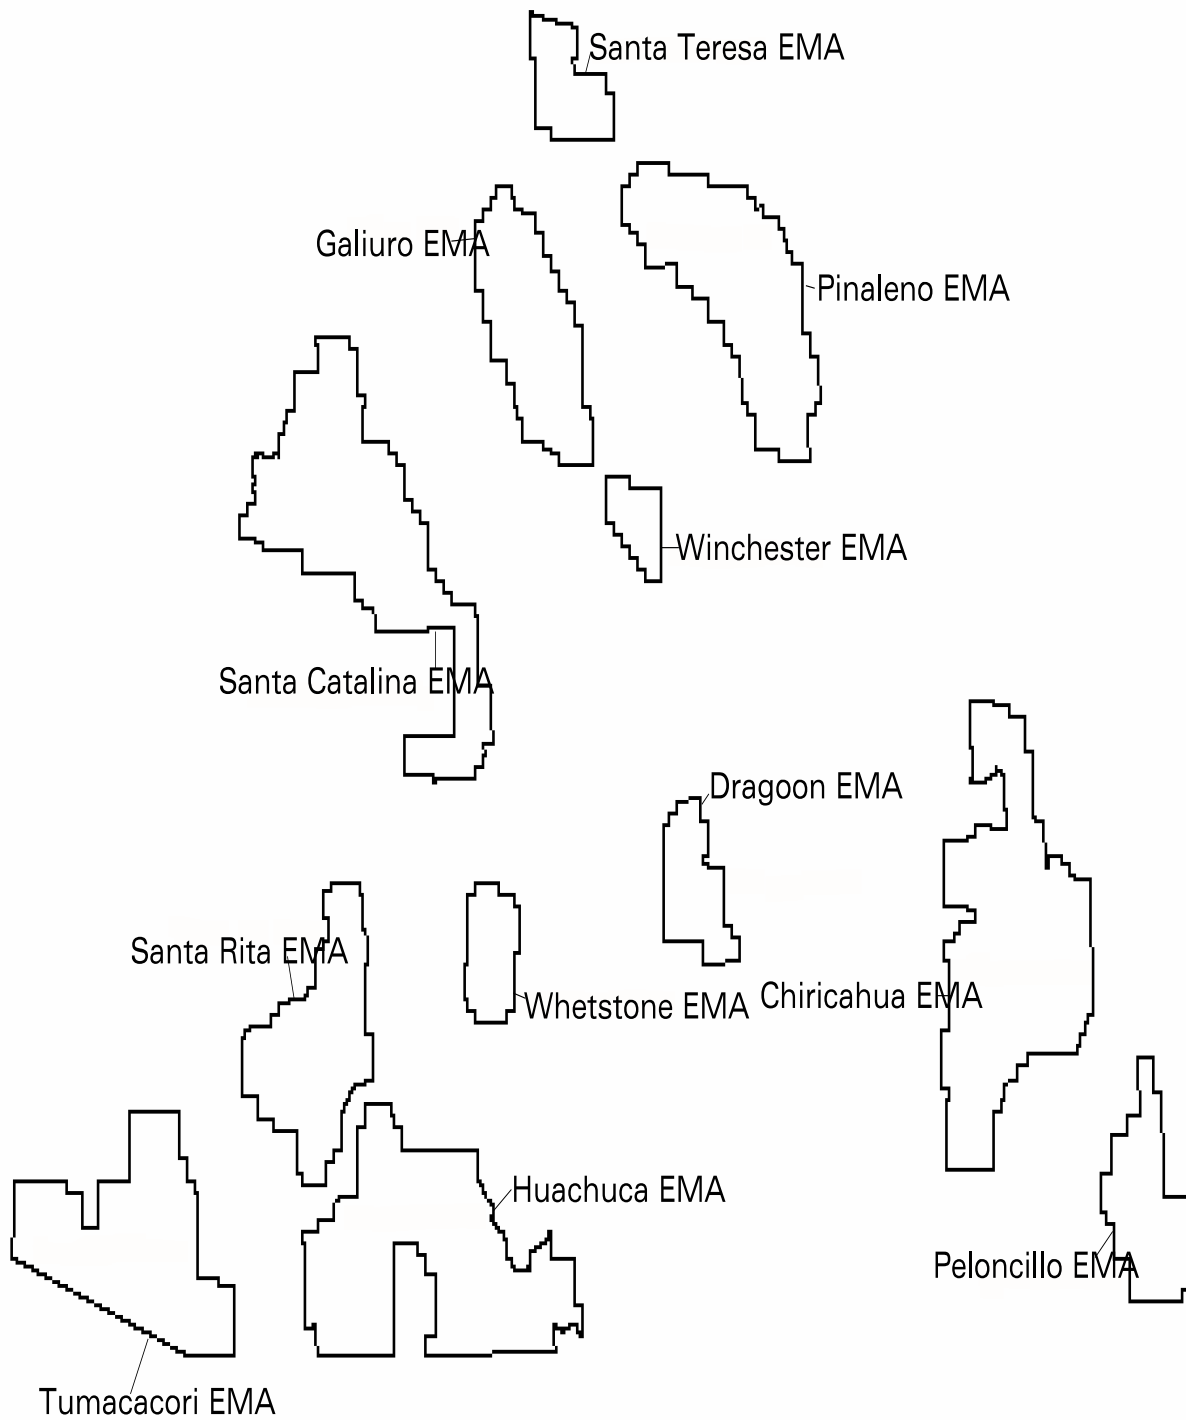 Santa Teresa EMA
Galiuro EMA
Pinaleno EMA
Winchester EMA
Santa Catalina EMA
Dragoon EMA
Santa Rita EMA
Whetstone EMA
Chiricahua EMA
Huachuca EMA
Peloncillo EMA
Tumacacori EMA